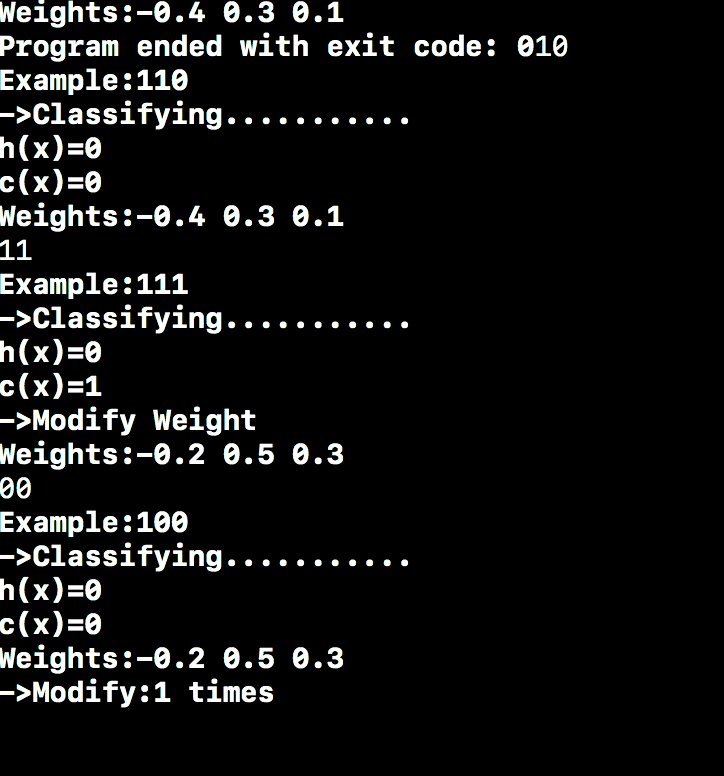 Weights:-0.4 0.3 0.1
Program ended with exit code: 010
Example:110
->Classifying...........
h(x)=0
c(x)=0
Weights:-0.4 0.3 0.1
11
Example:111
->Classifying...........
h(x)=0
c(x)=1
->Modify Weight
Weights:-0.2 0.5 0.3
00
Example:100
->Classifying...........
h(x)=0
c(x)=0
Weights:-0.2 0.5 0.3
->Modify:1 times